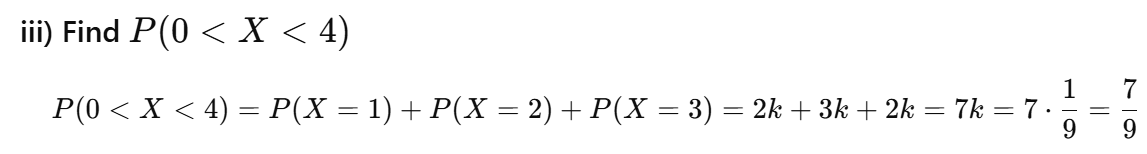 iii) Find P(0 < X < 4)
P(0 < X < 4) = P(X = 1) + P(X = 2) + P(X = 3) = 2k + 3k + 2k = 7k = 7 · 1/9 = 7/9